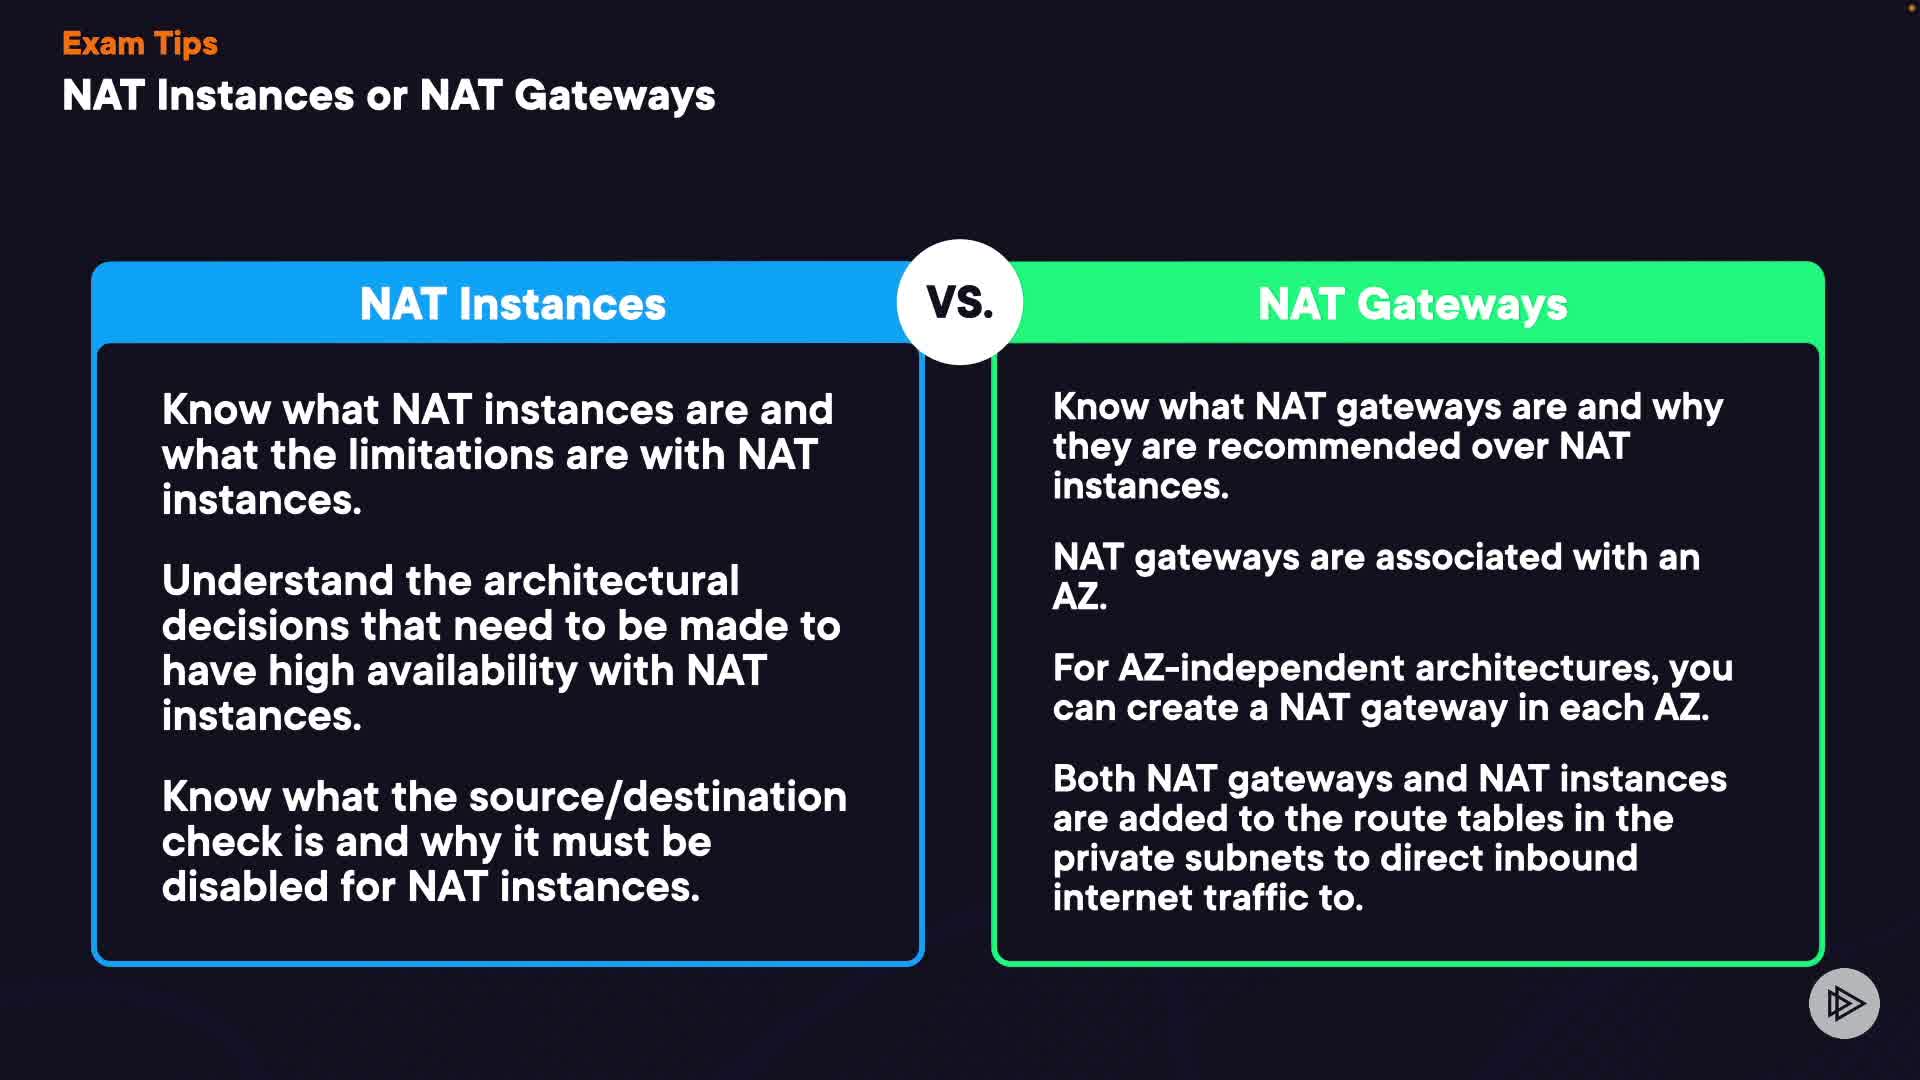 Exam Tips
NAT Instances or NAT Gateways
NAT Instances
VS.
NAT Gateways
Know what NAT instances are and
what the limitations are with NAT
instances.
Understand the architectural
decisions that need to be made to
have high availability with NAT
instances.
Know what the source/destination
check is and why it must be
disabled for NAT instances.
Know what NAT gateways are and why
they are recommended over NAT
instances.
NAT gateways are associated with an
AZ.
For AZ-independent architectures, you
can create a NAT gateway in each AZ.
Both NAT gateways and NAT instances
are added to the route tables in the
private subnets to direct inbound
internet traffic to.